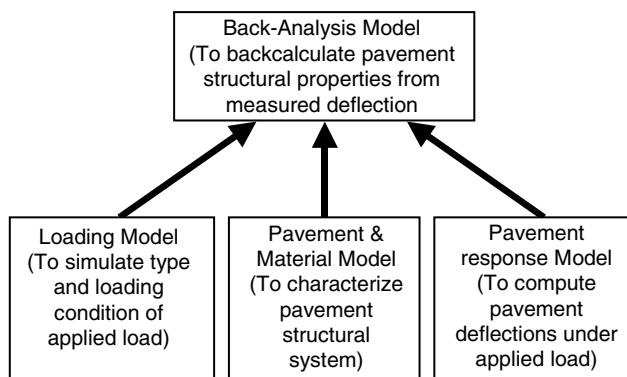 Back-Analysis Model
(To backcalculate pavement
structural properties from
measured deflection
Loading Model
(To simulate type
and loading
condition of
applied load)
Pavement &
Material Model
(To characterize
pavement
structural
system)
Pavement
response Model
(To compute
pavement
deflections under
applied load)